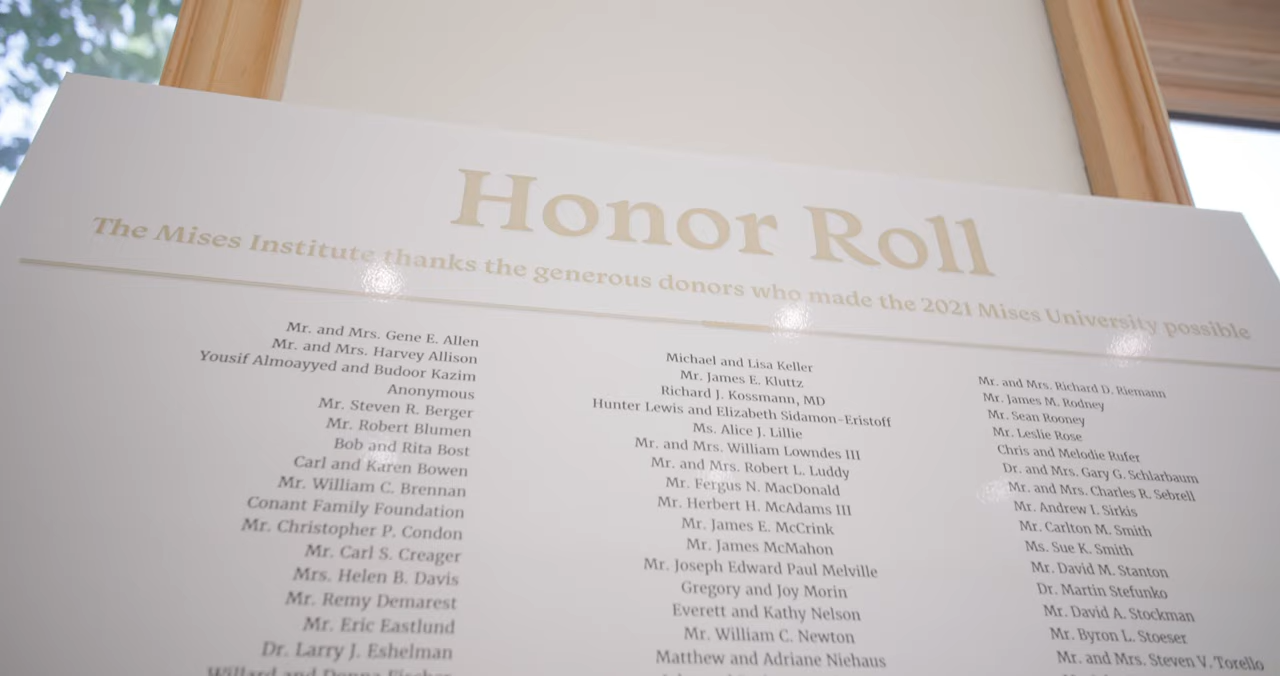 Honor Roll
The Mises Institute thanks the generous donors who made the 2021 Mises University possible
Mr. and Mrs. Gene E. Allen
Mr. and Mrs. Harvey Allison
Yousif Almoayyed and Budoor Kazim
Anonymous
Mr. Steven R. Berger
Mr. Robert Blumen
Bob and Rita Bost
Carl and Karen Bowen
Mr. William C. Brennan
Conant Family Foundation
Mr. Christopher P. Condon
Mr. Carl S. Creager
Mrs. Helen B. Davis
Mr. Remy Demarest
Mr. Eric Eastlund
Dr. Larry J. Eshelman
Willard and Donna Fischer
Michael and Lisa Keller
Mr. James E. Kluttz
Richard J. Kossmann, MD
Hunter Lewis and Elizabeth Sidamon-Eristoff
Ms. Alice J. Lillie
Mr. and Mrs. William Lowndes III
Mr. and Mrs. Robert L. Luddy
Mr. Fergus N. MacDonald
Mr. Herbert H. McAdams III
Mr. James E. McCrink
Mr. James McMahon
Mr. Joseph Edward Paul Melville
Gregory and Joy Morin
Everett and Kathy Nelson
Mr. William C. Newton
Matthew and Adriane Niehaus
Mr. and Mrs. Richard D. Riemann
Mr. James M. Rodney
Mr. Sean Rooney
Mr. Leslie Rose
Chris and Melodie Rufer
Dr. and Mrs. Gary G. Schlarbaum
Mr. and Mrs. Charles R. Sebrell
Mr. Andrew I. Sirkis
Mr. Carlton M. Smith
Ms. Sue K. Smith
Mr. David M. Stanton
Dr. Martin Stefunko
Mr. David A. Stockman
Mr. Byron L. Stoeser
Mr. and Mrs. Steven V. Torello